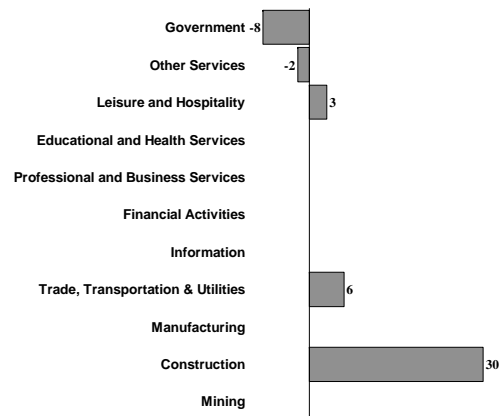 Government -8
Other Services -2
Leisure and Hospitality 3
Educational and Health Services
Professional and Business Services
Financial Activities
Information
Trade, Transportation & Utilities 6
Manufacturing
Construction 30
Mining